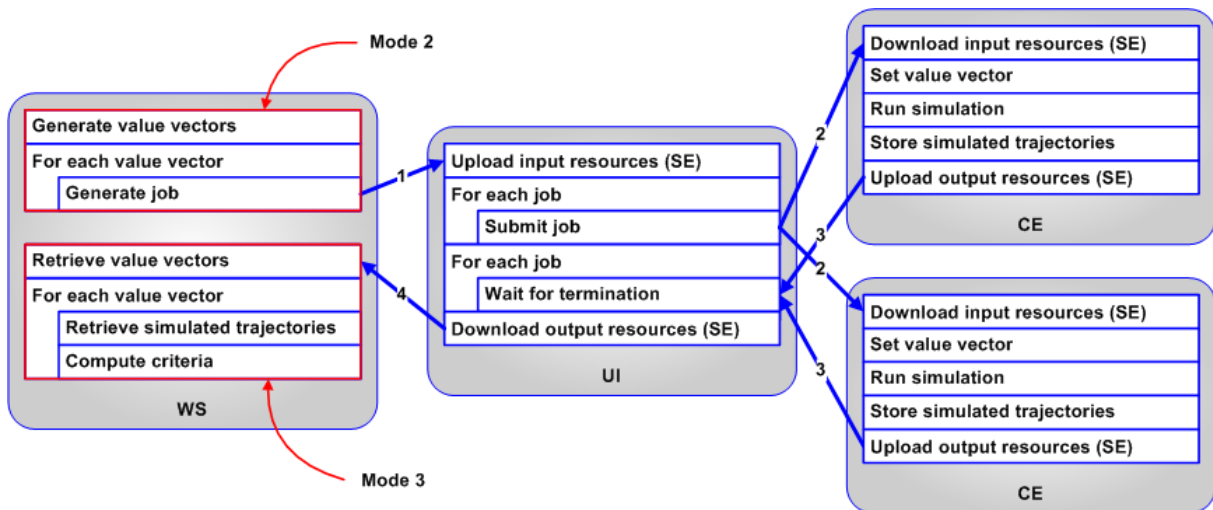 Mode 2
Generate value vectors
For each value vector
Generate job
Retrieve value vectors
For each value vector
Retrieve simulated trajectories
Compute criteria
WS
Mode 3
1
4
Upload input resources (SE)
For each job
Submit job
For each job
Wait for termination
Download output resources (SE)
UI
2
3
2
3
Download input resources (SE)
Set value vector
Run simulation
Store simulated trajectories
Upload output resources (SE)
CE
Download input resources (SE)
Set value vector
Run simulation
Store simulated trajectories
Upload output resources (SE)
CE